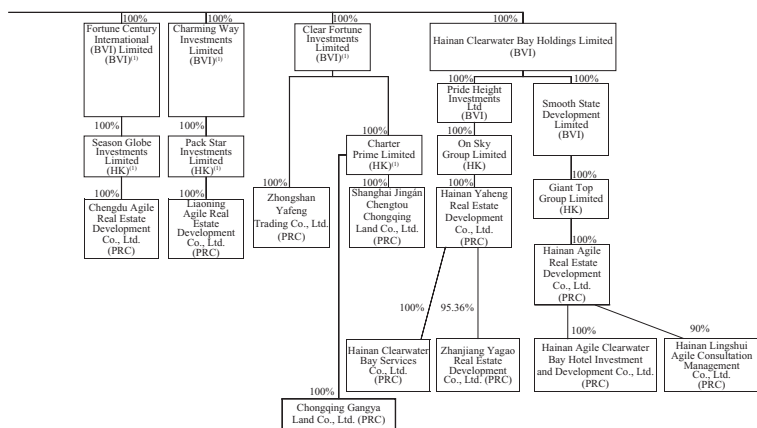 100%
100%
100%
100%
Fortune Century
International
(BVI) Limited
(BVI)(1)
Charming Way
Investments
Limited
(BVI)(1)
Clear Fortune
Investments
Limited
(BVI)(1)
Hainan Clearwater Bay Holdings Limited
(BVI)
100%
100%
Pride Height
Investments
Ltd
(BVI)
Smooth State
Development
Limited
(BVI)
100%
100%
100%
100%
Season Globe
Investments
Limited
(HK)(1)
Pack Star
Investments
Limited
(HK)(1)
Charter
Prime Limited
(HK)(1)
On Sky
Group Limited
(HK)
100%
100%
100%
100%
100%
100%
100%
Chengdu Agile
Real Estate
Development
Co., Ltd.
(PRC)
Liaoning
Agile Real
Estate
Development
Co., Ltd.
(PRC)
Zhongshan
Yafeng
Trading Co., Ltd.
(PRC)
Shanghai Jingán
Chengtou
Chongqing
Land Co., Ltd.
(PRC)
Hainan Yaheng
Real Estate
Development
Co., Ltd.
(PRC)
Giant Top
Group Limited
(HK)
100%
Hainan Agile
Real Estate
Development
Co., Ltd.
(PRC)
100%
95.36%
100%
90%
Hainan Clearwater
Bay Services
Co., Ltd.
(PRC)
Zhanjiang Yagao
Real Estate
Development
Co., Ltd. (PRC)
Hainan Agile Clearwater
Bay Hotel Investment
and Development Co., Ltd.
(PRC)
Hainan Lingshui
Agile Consultation
Management
Co., Ltd.
(PRC)
100%
Chongqing Gangya
Land Co., Ltd. (PRC)